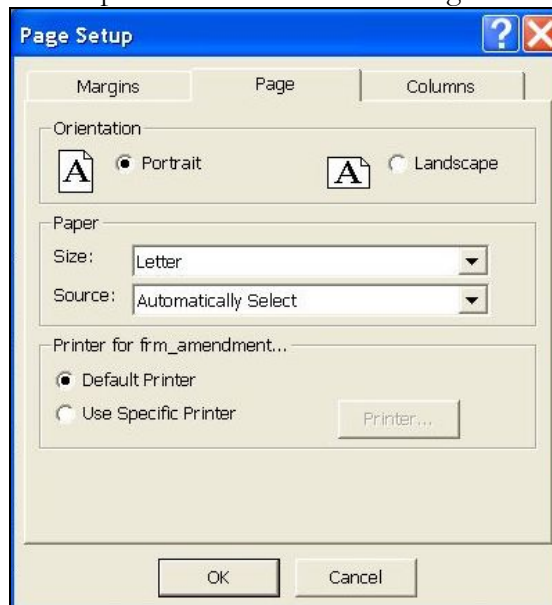 Page Setup
Margins Page Columns
Orientation
A Portrait A Landscape
Paper
Size: Letter
Source: Automatically Select
Printer for frm_amendment...
Default Printer
Use Specific Printer Printer...
OK Cancel